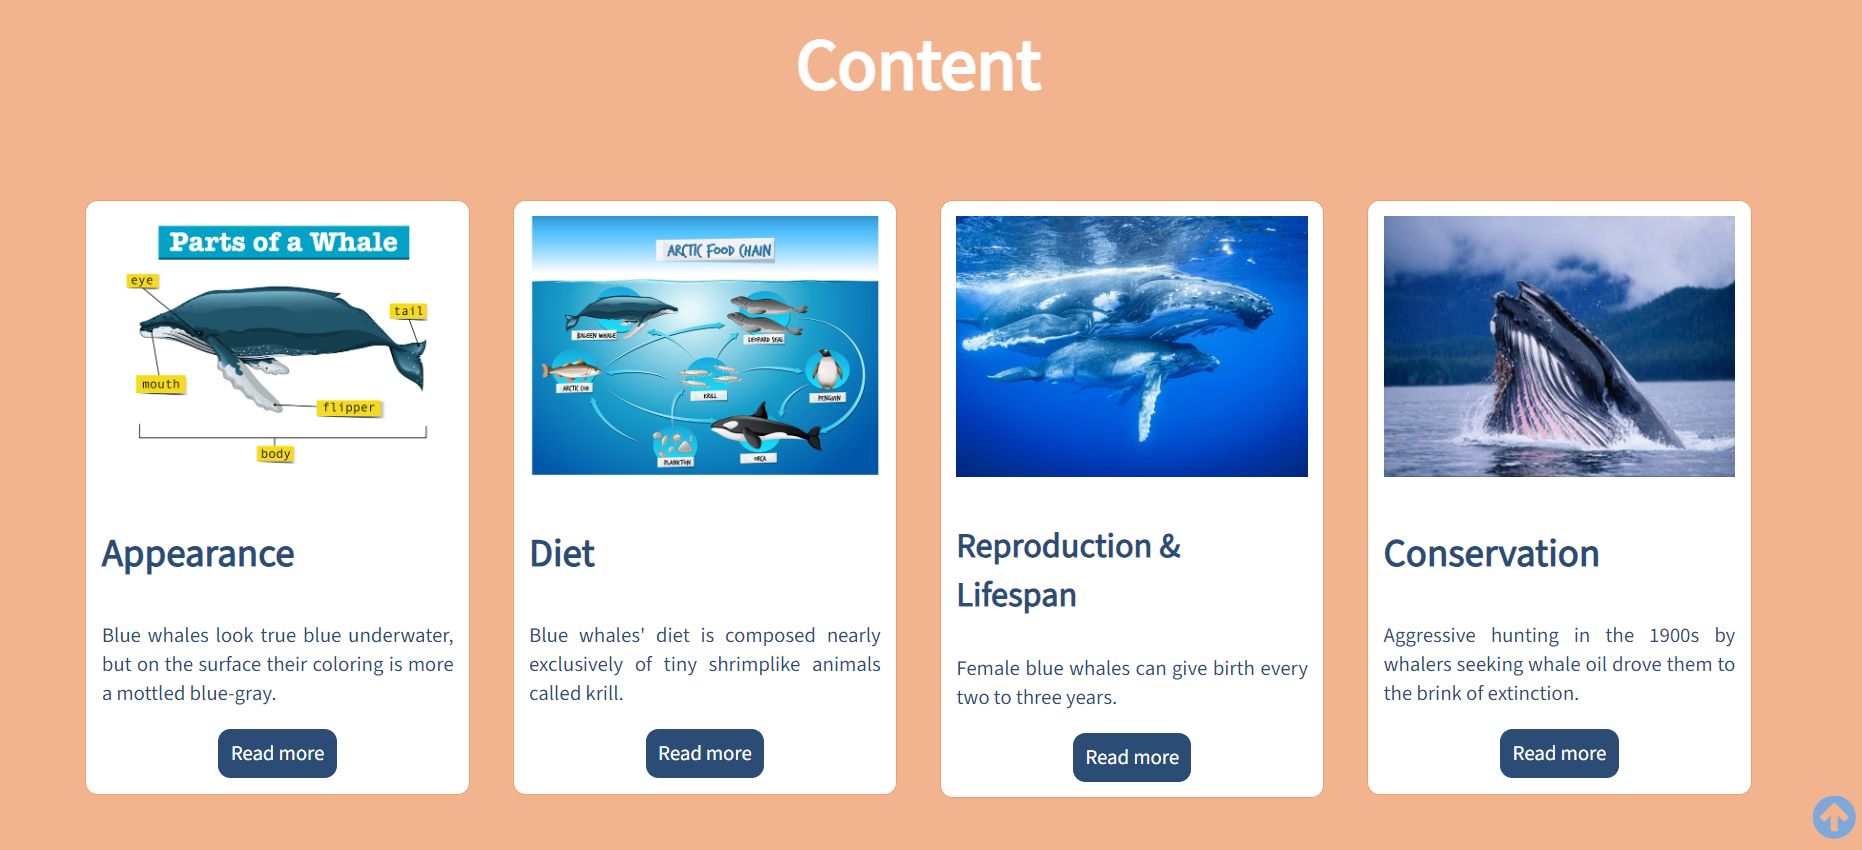 Content
Parts of a Whale
eye
tail
mouth
flipper
body
Appearance
Blue whales look true blue underwater,
but on the surface their coloring is more
a mottled blue-gray.
Read more
ARCTIC FOOD CHAIN
BALEEN WHALE
LEOPARD SEAL
ARCTIC COD
KRILL
PENGUIN
PLANKTON
ORCA
Diet
Blue whales' diet is composed nearly
exclusively of tiny shrimplike animals
called krill.
Read more
Reproduction &
Lifespan
Female blue whales can give birth every
two to three years.
Read more
Conservation
Aggressive hunting in the 1900s by
whalers seeking whale oil drove them to
the brink of extinction.
Read more